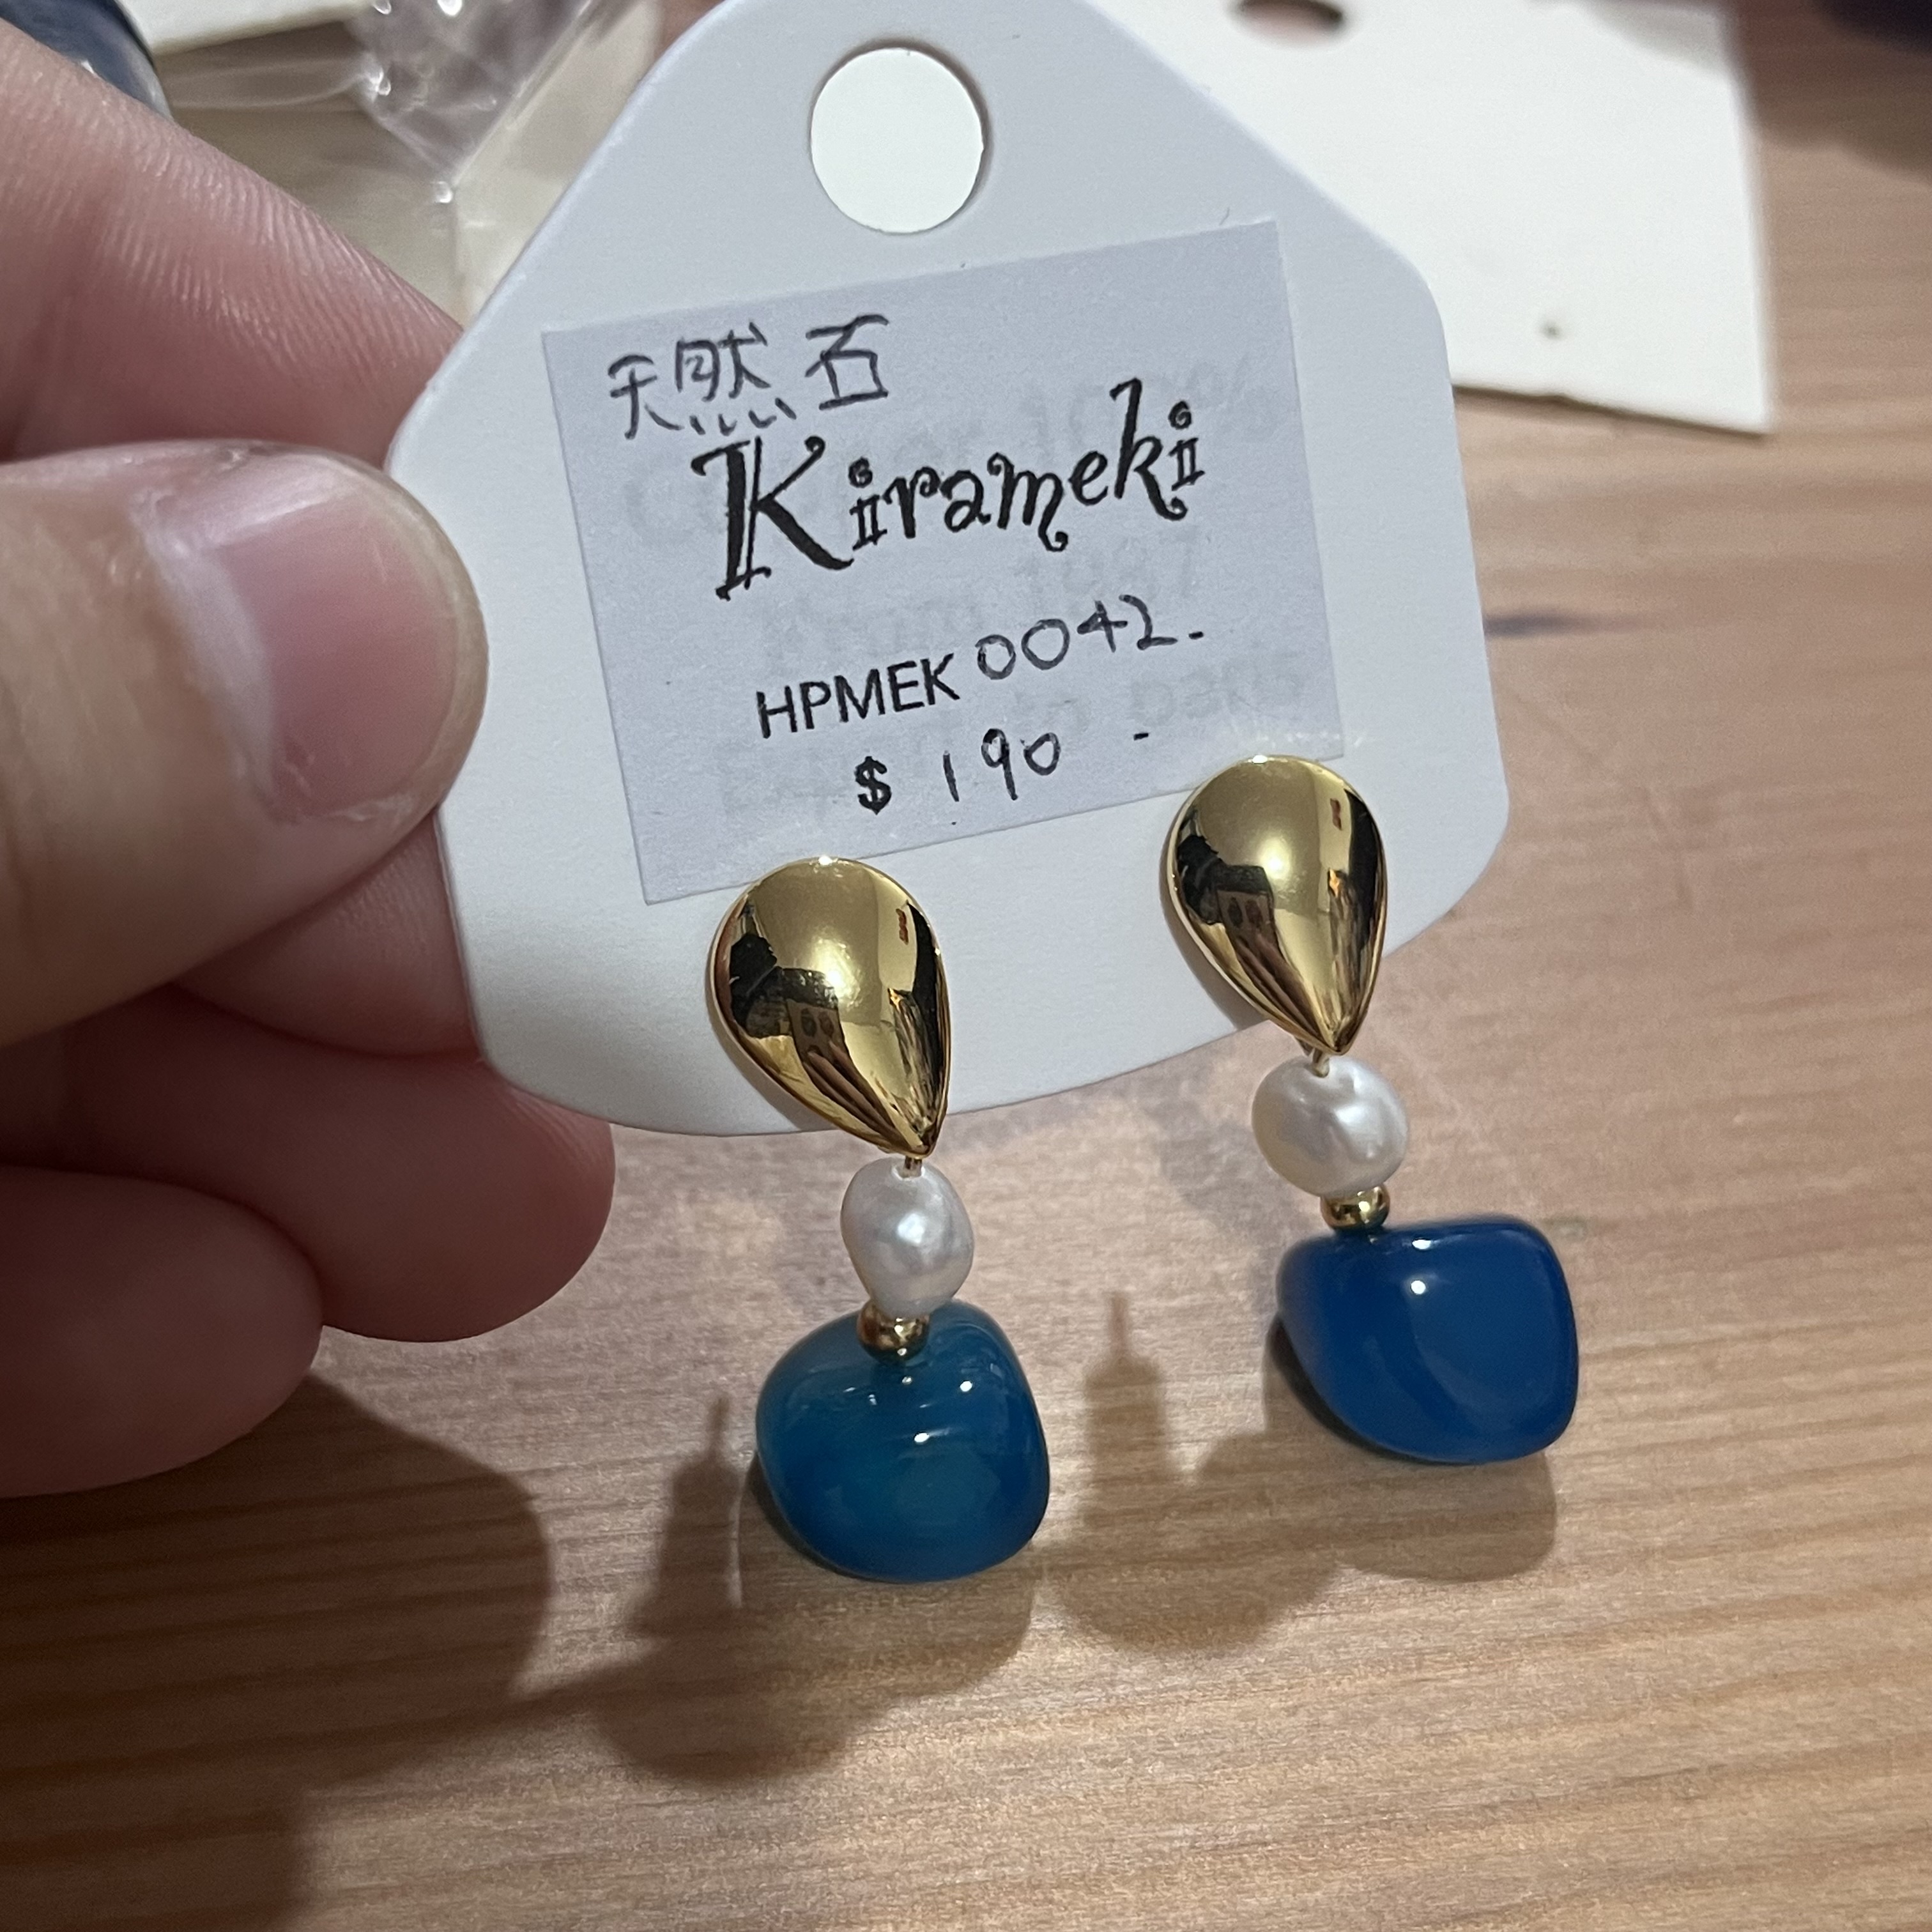 天然石
Kirameki
HPMEK 0042.
$ 190 -